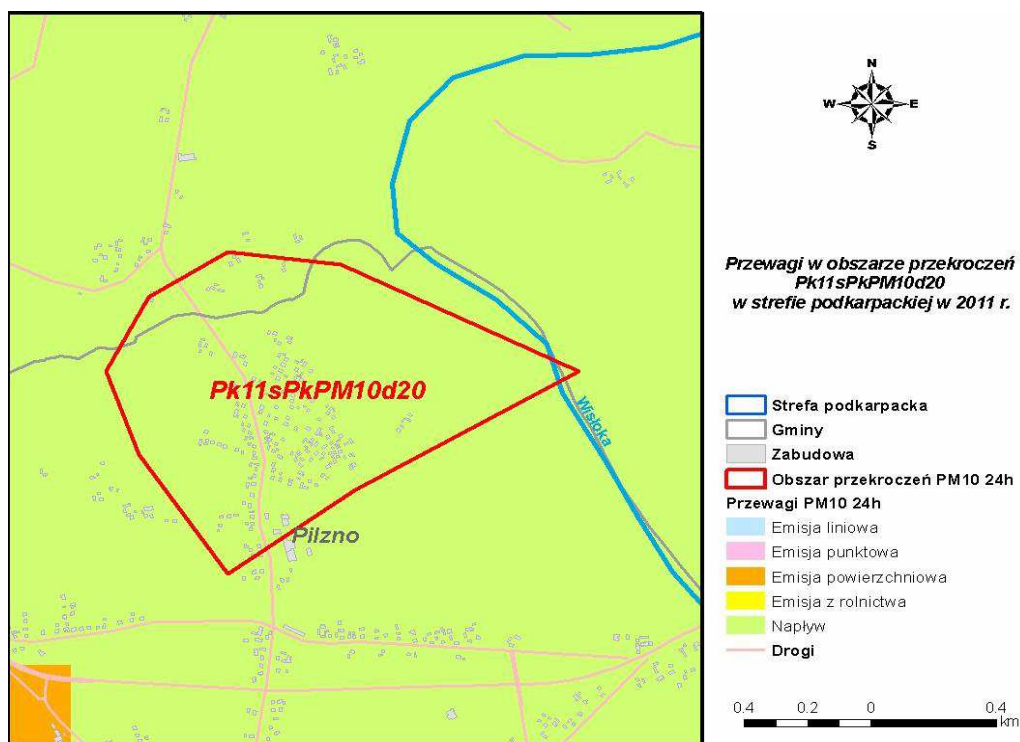 Pk11sPkPM10d20
Wisłoka
Pilzno
N
W
E
S
Przewagi w obszarze przekroczeń
Pk11sPkPM10d20
w strefie podkarpackiej w 2011 r.
Strefa podkarpacka
Gminy
Zabudowa
Obszar przekroczeń PM10 24h
Przewagi PM10 24h
Emisja liniowa
Emisja punktowa
Emisja powierzchniowa
Emisja z rolnictwa
Napływ
Drogi
0.4 0.2 0 0.4
km